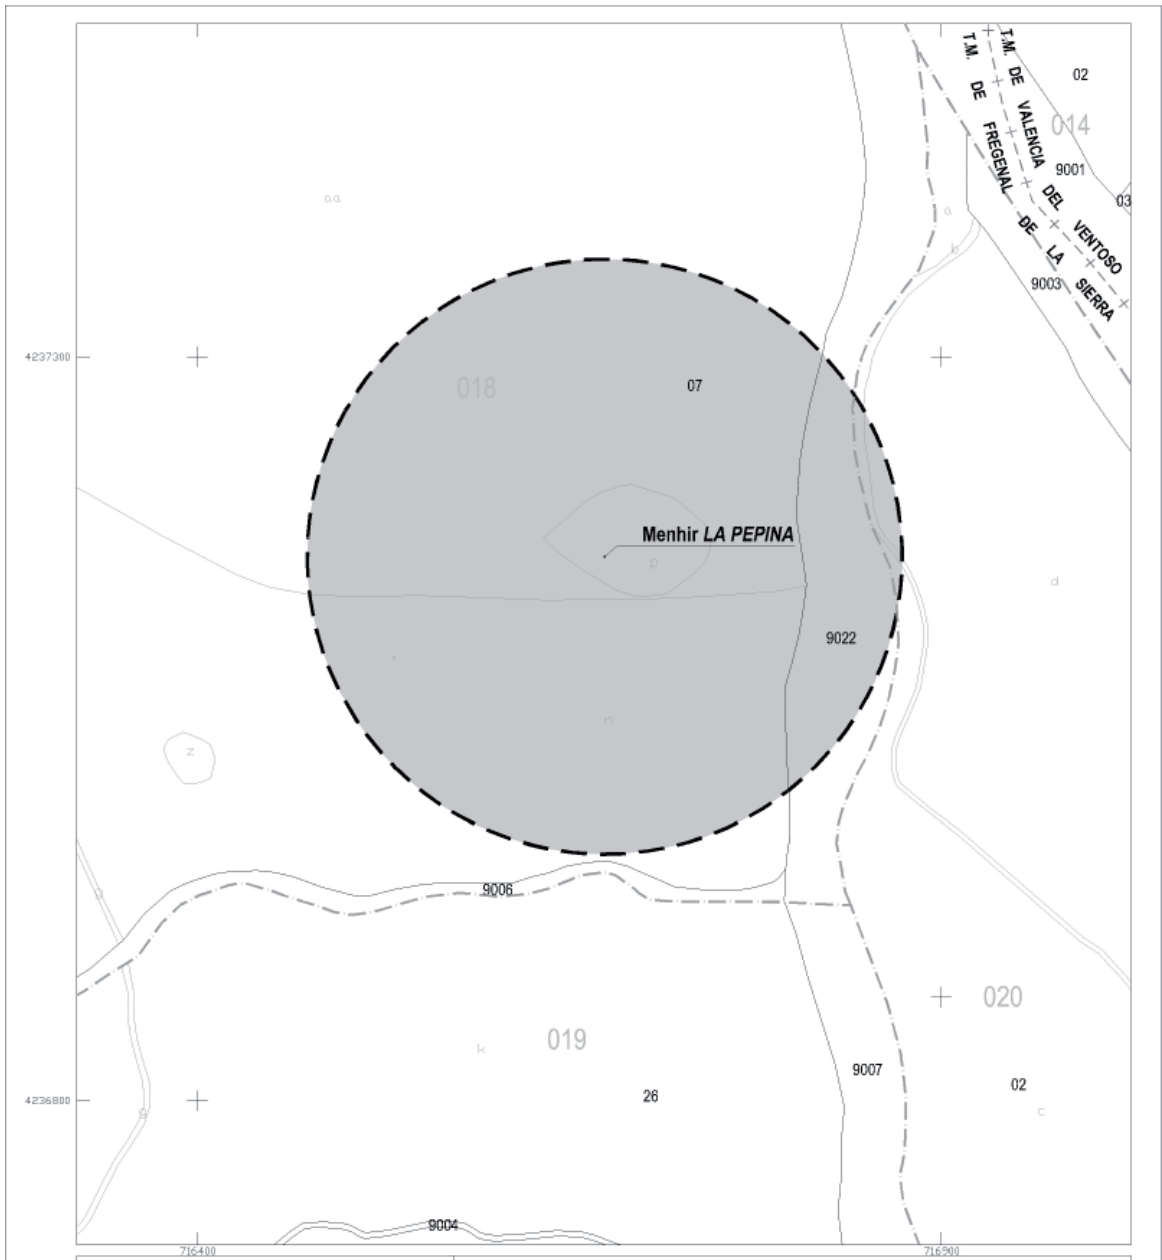 T.M. DE VALENCIA DEL VENTOSO
T.M. DE FREGENAL DE LA SIERRA
02
014
9001
03
aa
a
b
9003
4237300
018
07
Menhir LA PEPINA
p
d
9022
n
z
9006
g
020
019
k
9007
02
26
4236800
g
c
9004
716400
716900